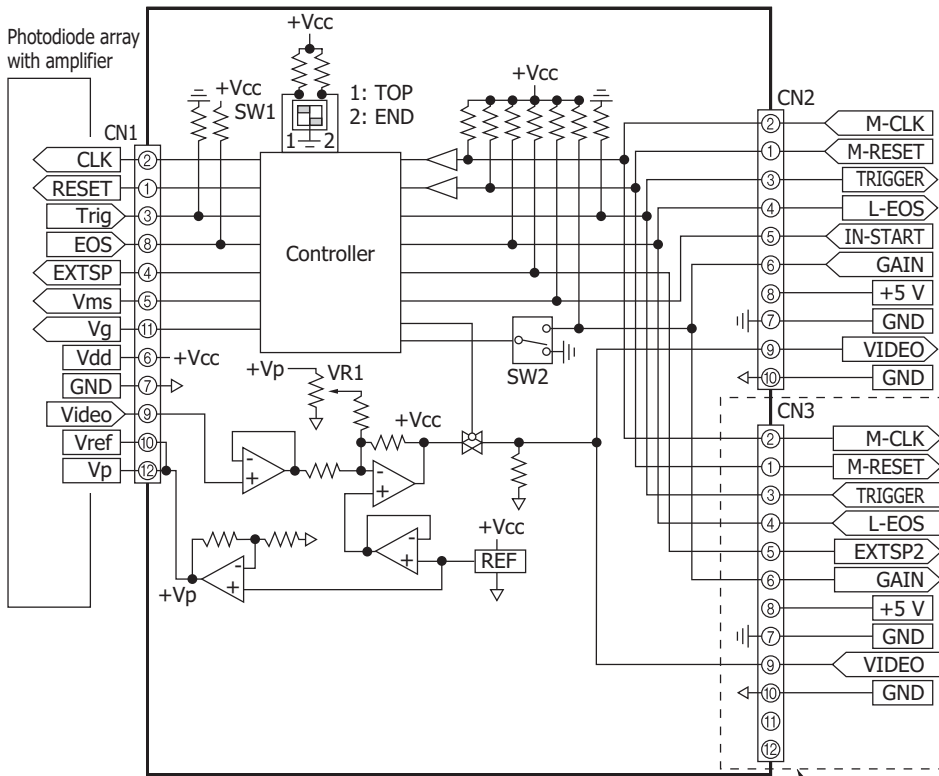 Photodiode array
with amplifier
CN1
CLK ②
RESET ①
Trig ③
EOS ⑧
EXTSP ④
Vms ⑤
Vg ⑪
Vdd ⑥ +Vcc
GND ⑦
Video ⑨
Vref ⑩
Vp ⑫
+Vcc
+Vcc
SW1
1 2
1: TOP
2: END
Controller
+Vcc
SW2
+Vp
VR1
+Vcc
-
+
-
+
-
+
+Vcc
REF
-
+
+Vp
CN2
② M-CLK
① M-RESET
③ TRIGGER
④ L-EOS
⑤ IN-START
⑥ GAIN
⑧ +5 V
⑦ GND
⑨ VIDEO
⑩ GND
CN3
② M-CLK
① M-RESET
③ TRIGGER
④ L-EOS
⑤ EXTSP2
⑥ GAIN
⑧ +5 V
⑦ GND
⑨ VIDEO
⑩ GND
⑪
⑫